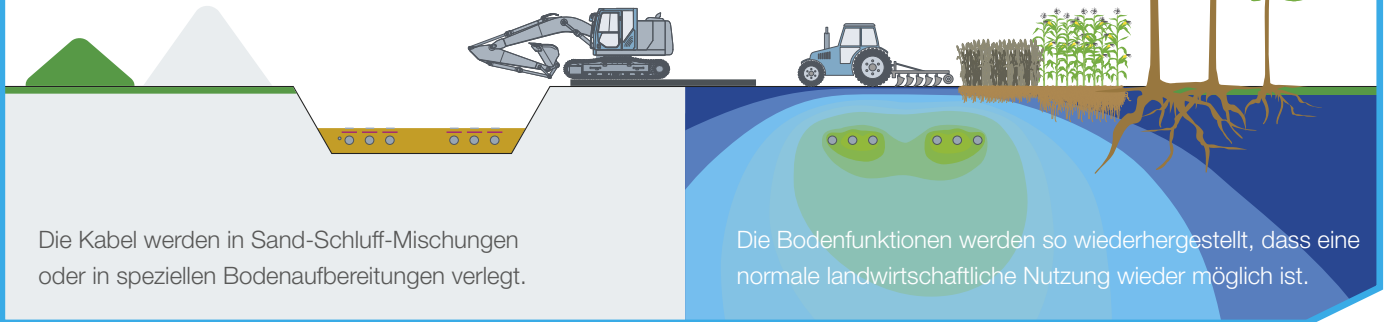 Die Kabel werden in Sand-Schluff-Mischungen
oder in speziellen Bodenaufbereitungen verlegt.
Die Bodenfunktionen werden so wiederhergestellt, dass eine
normale landwirtschaftliche Nutzung wieder möglich ist.